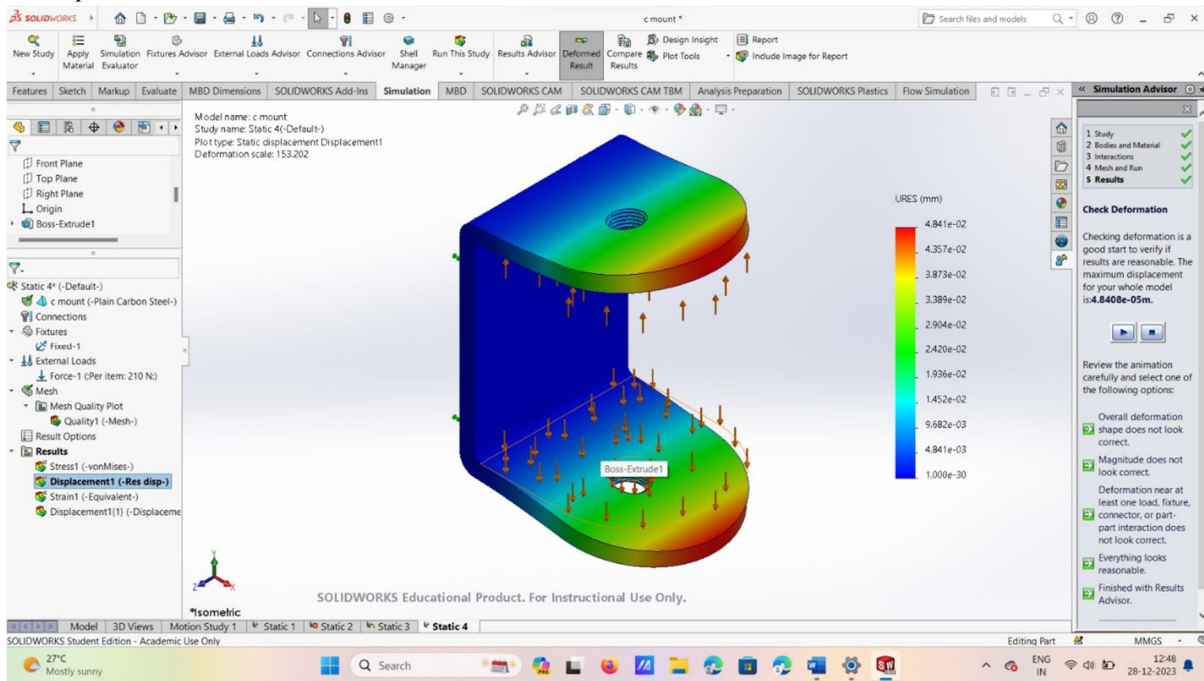 SOLIDWORKS
c mount *
Search files and models
New Study
Apply Material
Simulation Evaluator
Fixtures Advisor
External Loads Advisor
Connections Advisor
Shell Manager
Run This Study
Results Advisor
Deformed Result
Compare Results
Design Insight
Plot Tools
Report
Include Image for Report
Features Sketch Markup Evaluate MBD Dimensions SOLIDWORKS Add-Ins Simulation MBD SOLIDWORKS CAM SOLIDWORKS CAM TBM Analysis Preparation SOLIDWORKS Plastics Flow Simulation
Front Plane
Top Plane
Right Plane
Origin
Boss-Extrude1
Static 4* (-Default-)
c mount (-Plain Carbon Steel-)
Connections
Fixtures
Fixed-1
External Loads
Force-1 (:Per item: 210 N:)
Mesh
Mesh Quality Plot
Quality1 (-Mesh-)
Result Options
Results
Stress1 (-vonMises-)
Displacement1 (-Res disp-)
Strain1 (-Equivalent-)
Displacement1(1) (-Displaceme
Model name: c mount
Study name: Static 4(-Default-)
Plot type: Static displacement Displacement1
Deformation scale: 153.202
Boss-Extrude1
URES (mm)
4.841e-02
4.357e-02
3.873e-02
3.389e-02
2.904e-02
2.420e-02
1.936e-02
1.452e-02
9.682e-03
4.841e-03
1.000e-30
Y
Z
X
*Isometric
SOLIDWORKS Educational Product. For Instructional Use Only.
Simulation Advisor
1 Study
2 Bodies and Material
3 Interactions
4 Mesh and Run
5 Results
Check Deformation
Checking deformation is a
good start to verify if
results are reasonable. The
maximum displacement
for your whole model
is:4.8408e-05m.
Review the animation
carefully and select one of
the following options:
Overall deformation
shape does not look
correct.
Magnitude does not
look correct.
Deformation near at
least one load, fixture,
connector, or part-
part interaction does
not look correct.
Everything looks
reasonable.
Finished with Results
Advisor.
Model 3D Views Motion Study 1 Static 1 Static 2 Static 3 Static 4
SOLIDWORKS Student Edition - Academic Use Only
Editing Part
MMGS
27°C
Mostly sunny
Search
ENG
IN
12:48
28-12-2023